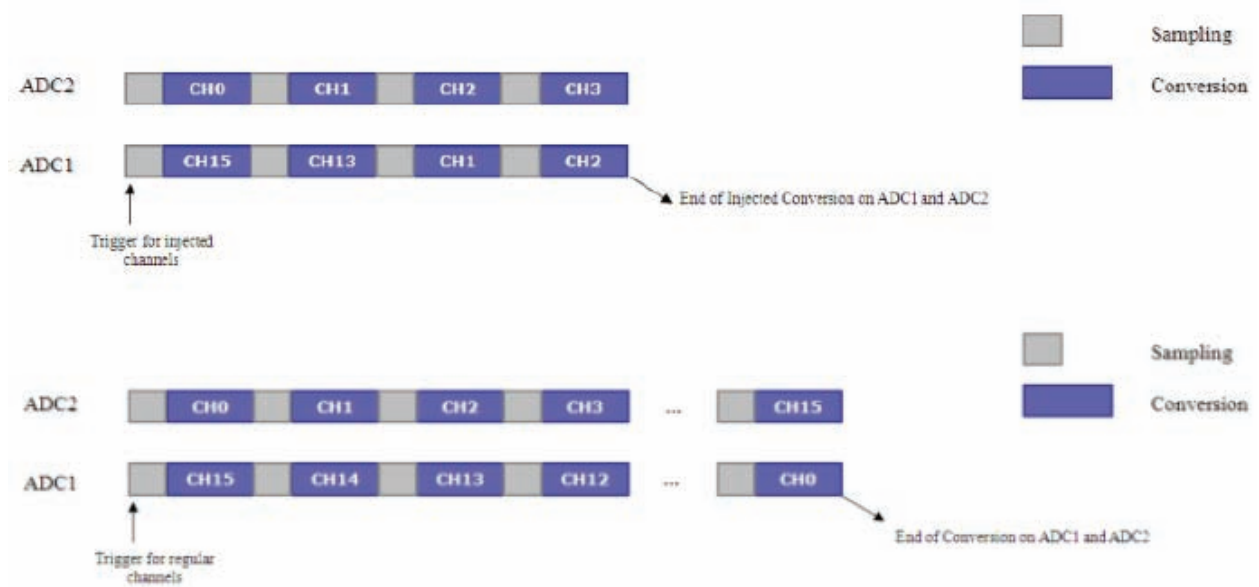 Sampling
ADC2 CH0 CH1 CH2 CH3
Conversion
ADC1 CH15 CH13 CH1 CH2
End of Injected Conversion on ADC1 and ADC2
Trigger for injected
channels
Sampling
ADC2 CH0 CH1 CH2 CH3 ... CH15
Conversion
ADC1 CH15 CH14 CH13 CH12 ... CH0
End of Conversion on ADC1 and ADC2
Trigger for regular
channels